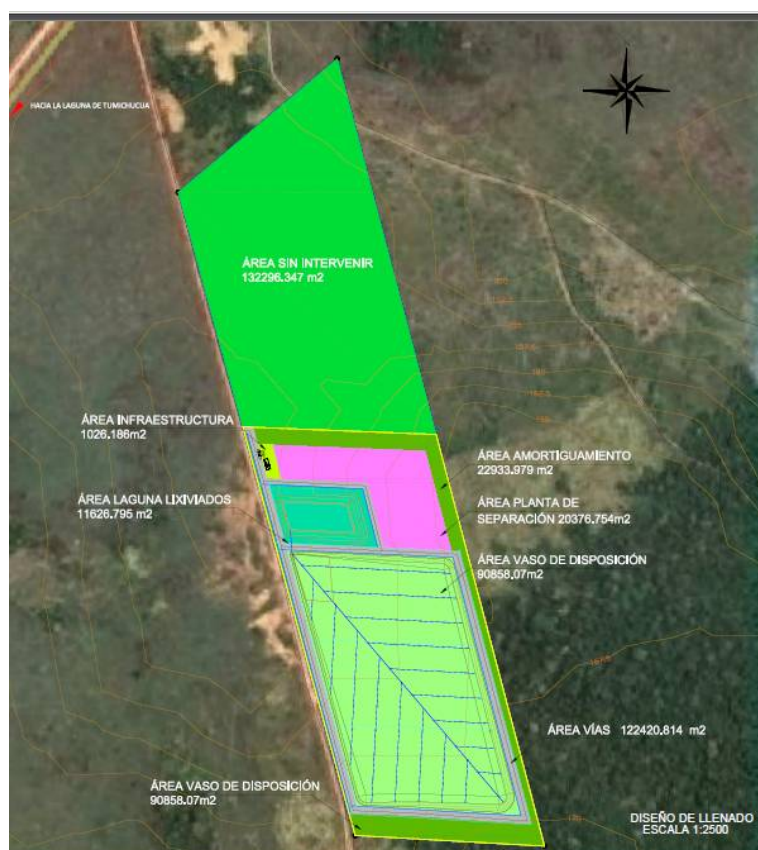 HACIA LA LAGUNA DE TUMICHUCUA
ÁREA SIN INTERVENIR
132296.347 m2
ÁREA INFRAESTRUCTURA
1026.186m2
ÁREA AMORTIGUAMIENTO
22933.979 m2
ÁREA LAGUNA LIXIVIADOS
11626.795 m2
ÁREA PLANTA DE
SEPARACIÓN 20376.754m2
ÁREA VASO DE DISPOSICIÓN
90858.07m2
ÁREA VÍAS 122420.814 m2
ÁREA VASO DE DISPOSICIÓN
90858.07m2
DISEÑO DE LLENADO
ESCALA 1:2500